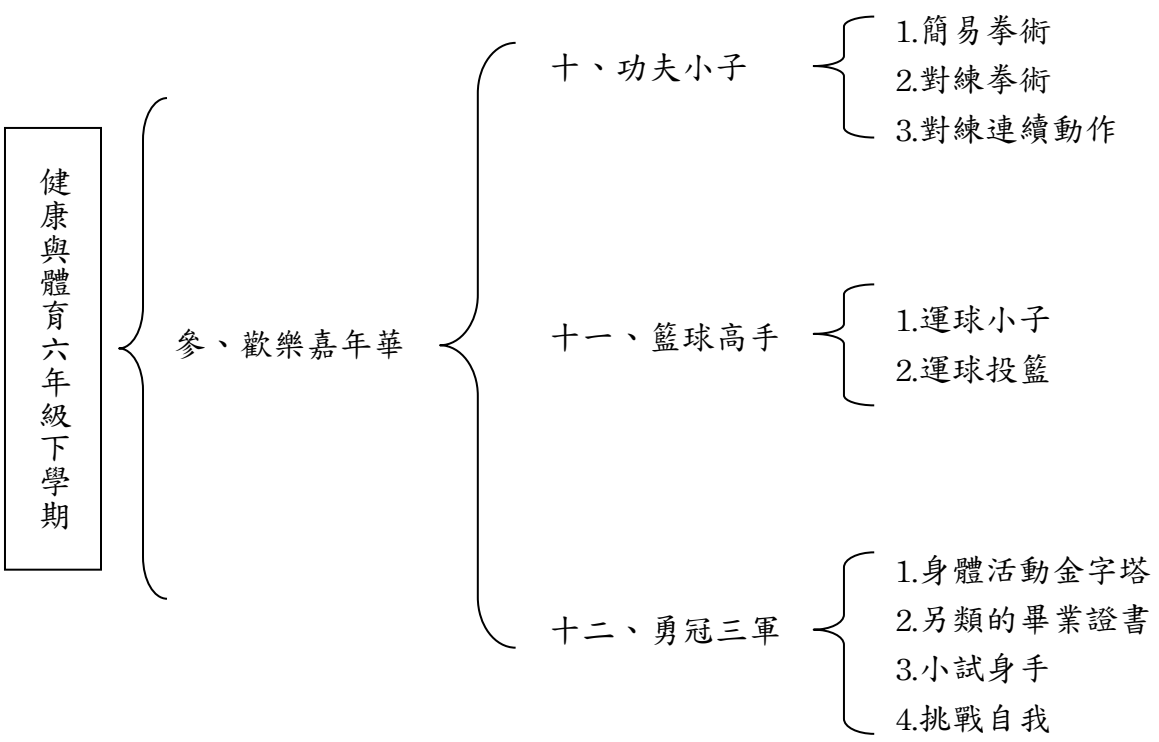 健康與體育六年級下學期
參、歡樂嘉年華
十、功夫小子
1.簡易拳術
2.對練拳術
3.對練連續動作
十一、籃球高手
1.運球小子
2.運球投籃
十二、勇冠三軍
1.身體活動金字塔
2.另類的畢業證書
3.小試身手
4.挑戰自我